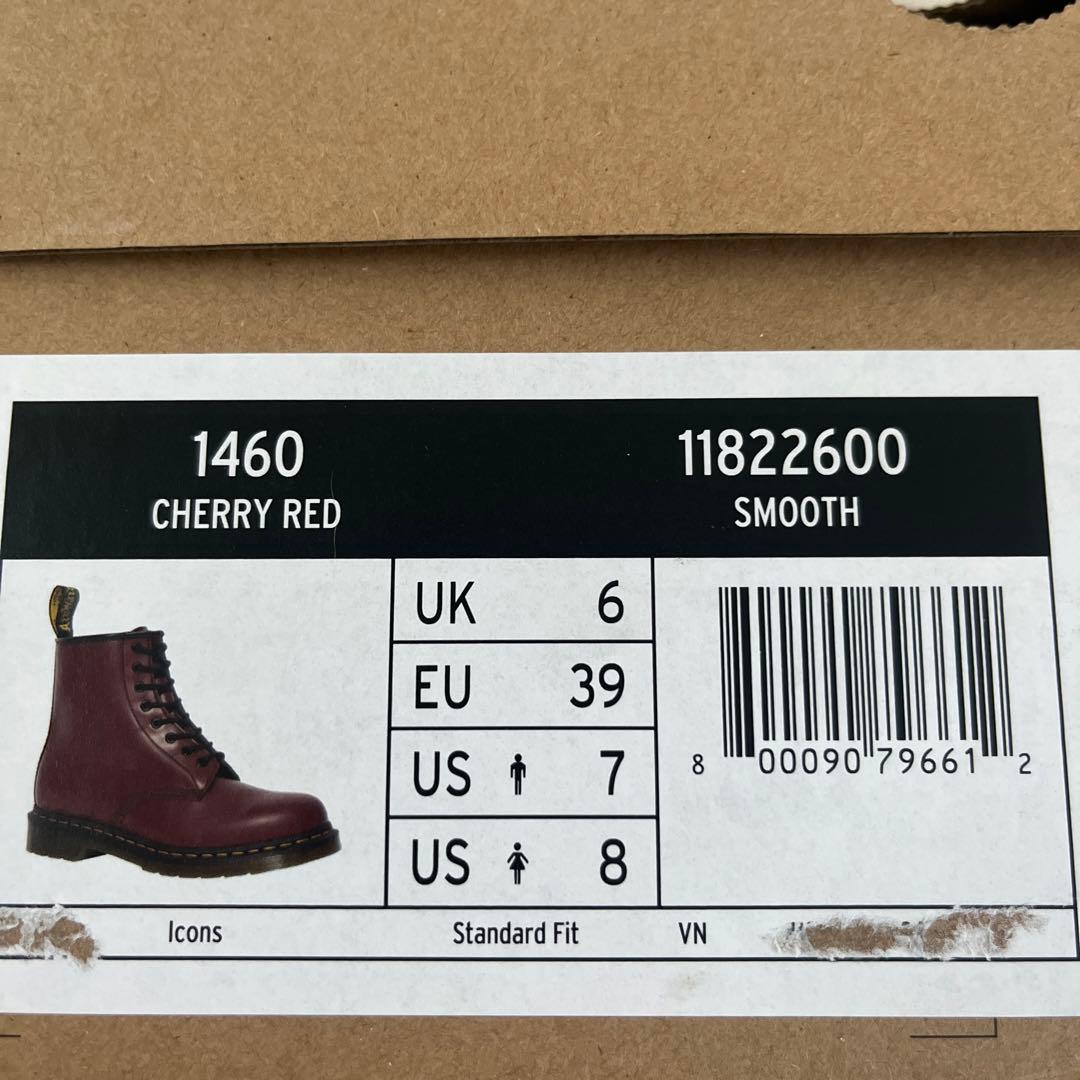 1460
CHERRY RED
11822600
SMOOTH
UK 6
EU 39
US 7
US 8
8 00090 79661 2
Icons
Standard Fit
VN